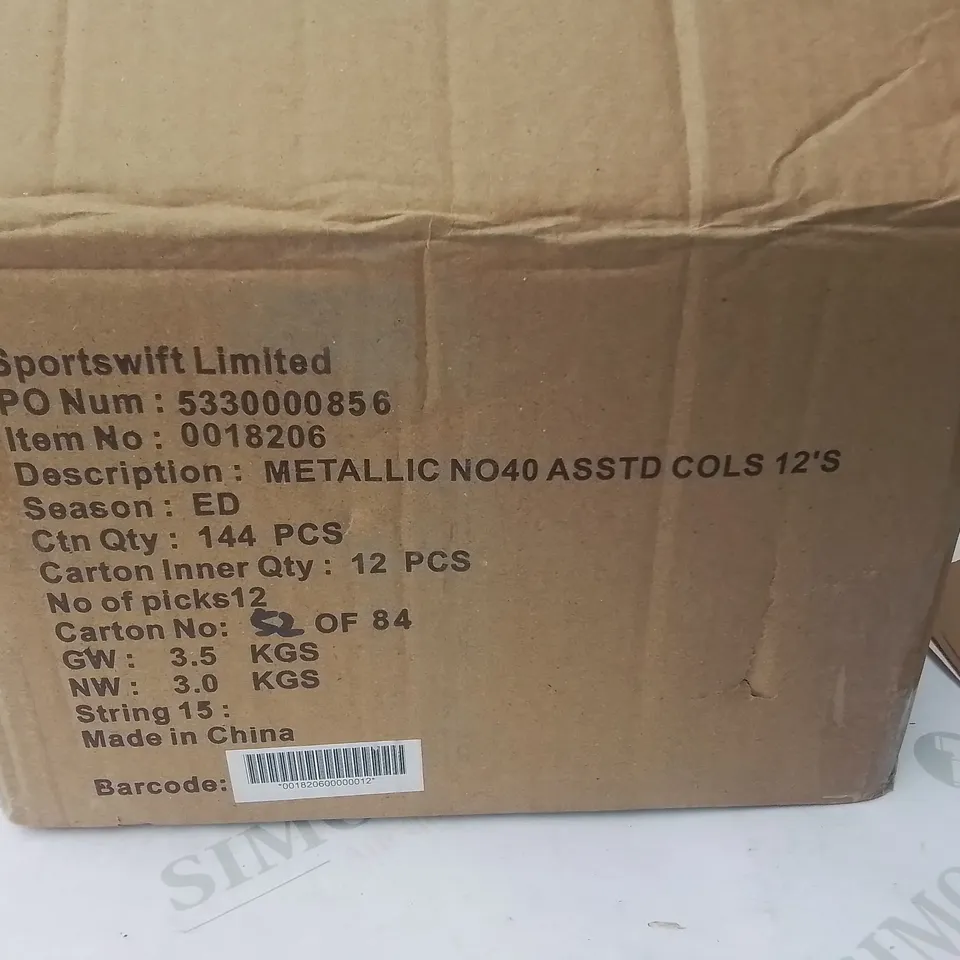 Sportswift Limited
PO Num : 5330000856
Item No : 0018206
Description : METALLIC NO40 ASSTD COLS 12'S
Season : ED
Ctn Qty : 144 PCS
Carton Inner Qty : 12 PCS
No of picks12
Carton No: 52 OF 84
GW : 3.5 KGS
NW : 3.0 KGS
String 15 :
Made in China
Barcode:
*001820600000012*
SIMO
SIMO